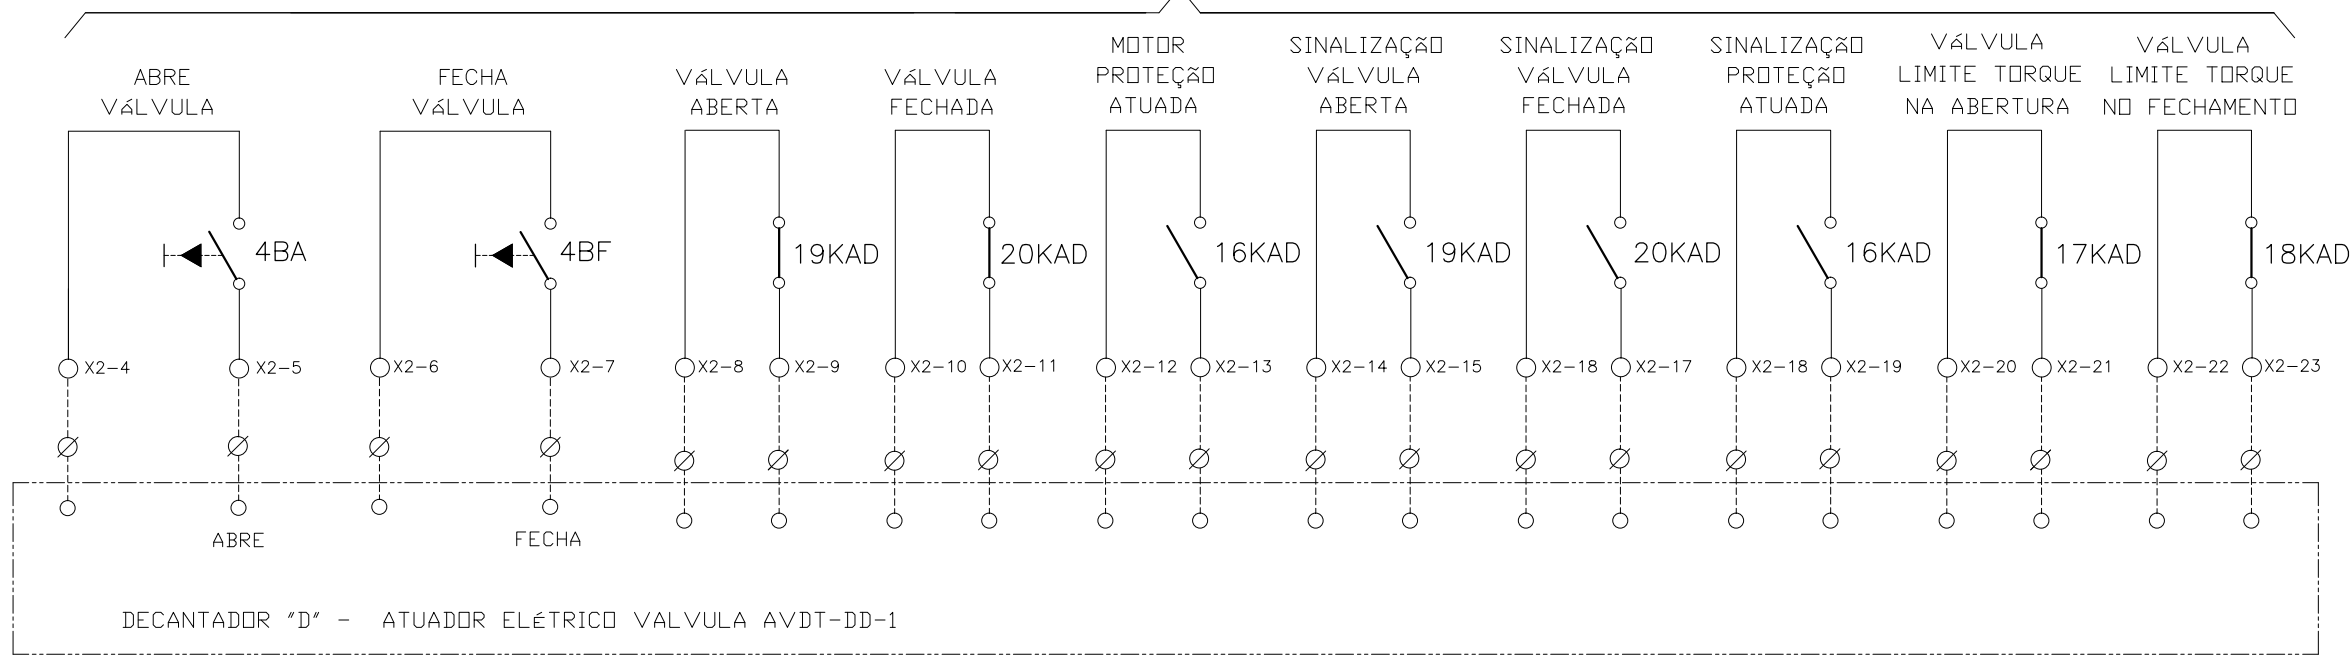 ABRE
VáLVULA
FECHA
VáLVULA
VáLVULA
ABERTA
VáLVULA
FECHADA
MOTOR
PROTEÇãO
ATUADA
SINALIZAÇãO
VáLVULA
ABERTA
SINALIZAÇãO
VáLVULA
FECHADA
SINALIZAÇãO
PROTEÇãO
ATUADA
VáLVULA
LIMITE TORQUE
NA ABERTURA
VáLVULA
LIMITE TORQUE
NO FECHAMENTO
4BA
4BF
19KAD
20KAD
16KAD
19KAD
20KAD
16KAD
17KAD
18KAD
X2-4
X2-5
X2-6
X2-7
X2-8
X2-9
X2-10
X2-11
X2-12
X2-13
X2-14
X2-15
X2-18
X2-17
X2-18
X2-19
X2-20
X2-21
X2-22
X2-23
ABRE
FECHA
DECANTADOR "D" - ATUADOR ELéTRICO VALVULA AVDT-DD-1